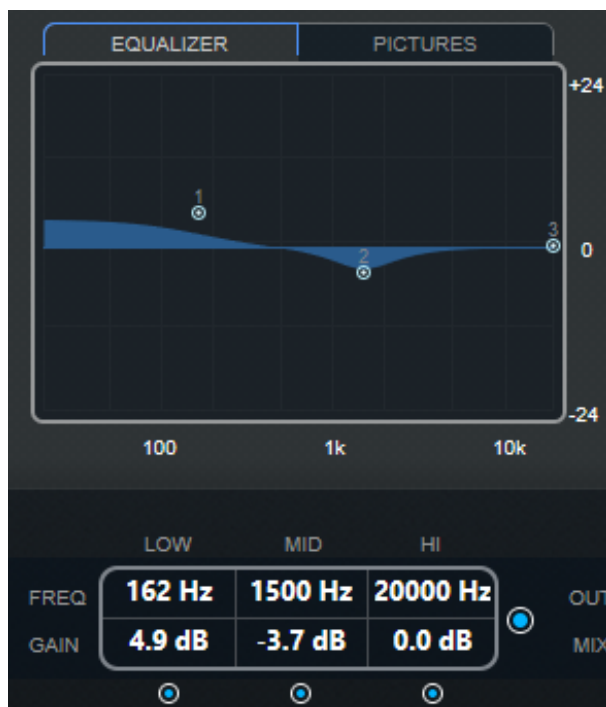 EQUALIZER PICTURES
+24
1
3
0
2
-24
100 1k 10k
LOW MID HI
FREQ 162 Hz 1500 Hz 20000 Hz OUT
GAIN 4.9 dB -3.7 dB 0.0 dB MIX